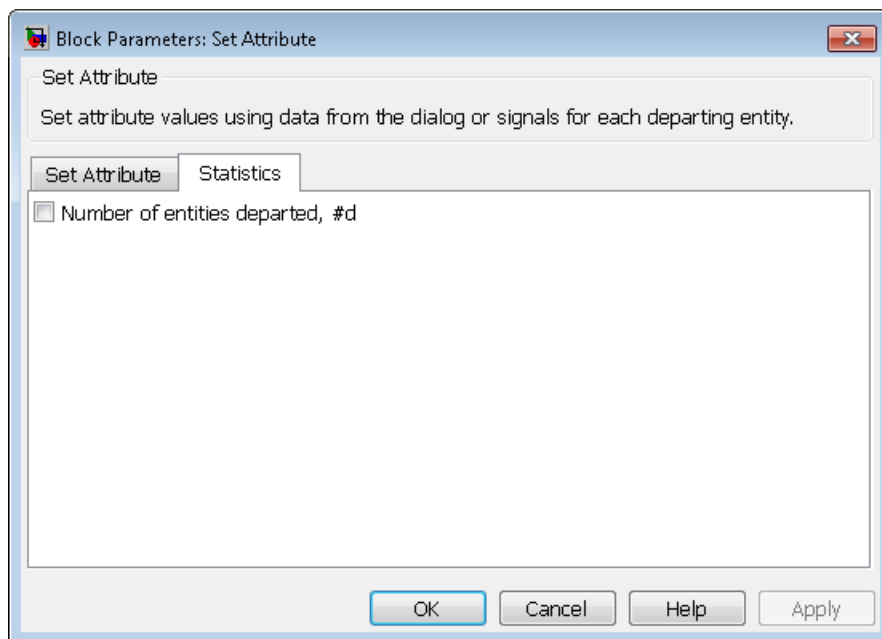 Block Parameters: Set Attribute
Set Attribute
Set attribute values using data from the dialog or signals for each departing entity.
Set Attribute Statistics
Number of entities departed, #d
OK Cancel Help Apply